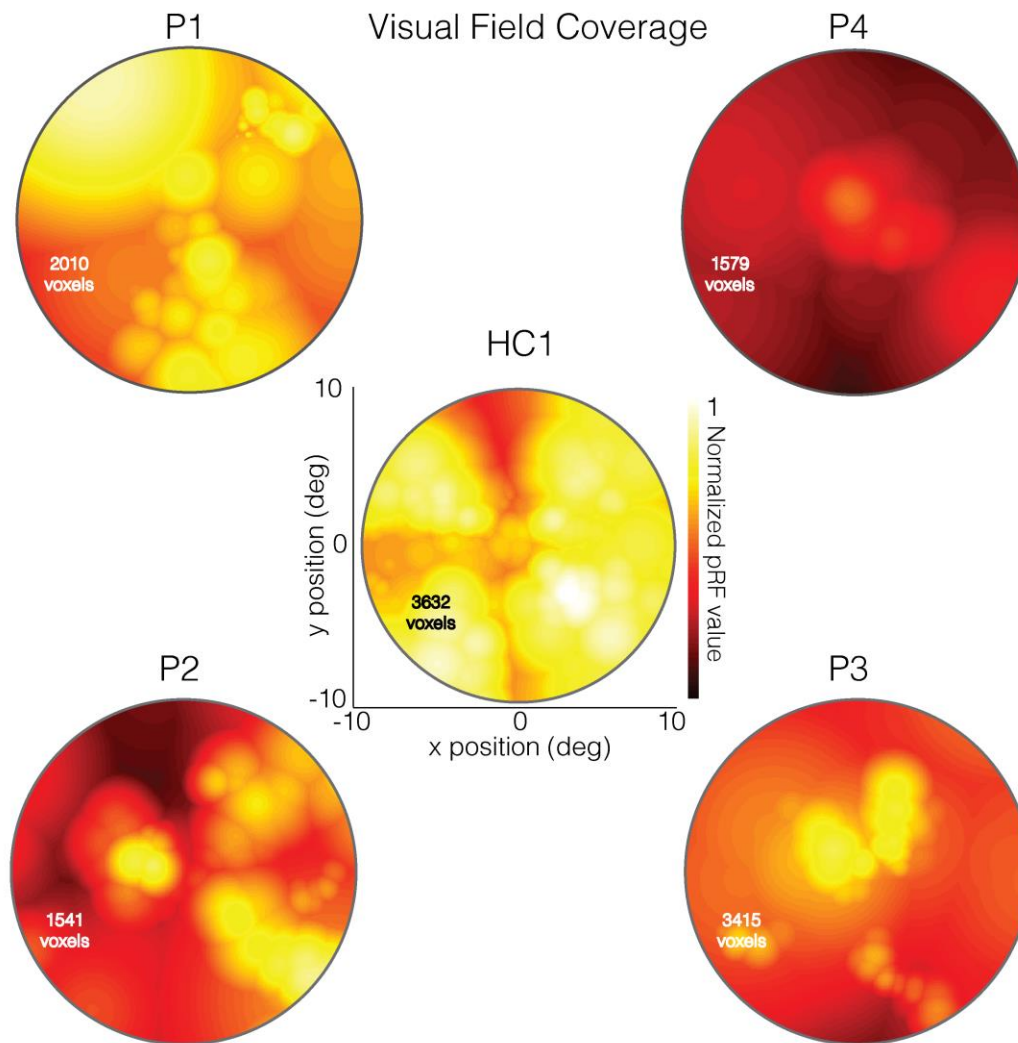 P1
Visual Field Coverage
P4
2010
voxels
1579
voxels
HC1
10
0
-10
y position (deg)
3632
voxels
1
Normalized pRF value
-10
0
10
x position (deg)
P2
P3
1541
voxels
3415
voxels